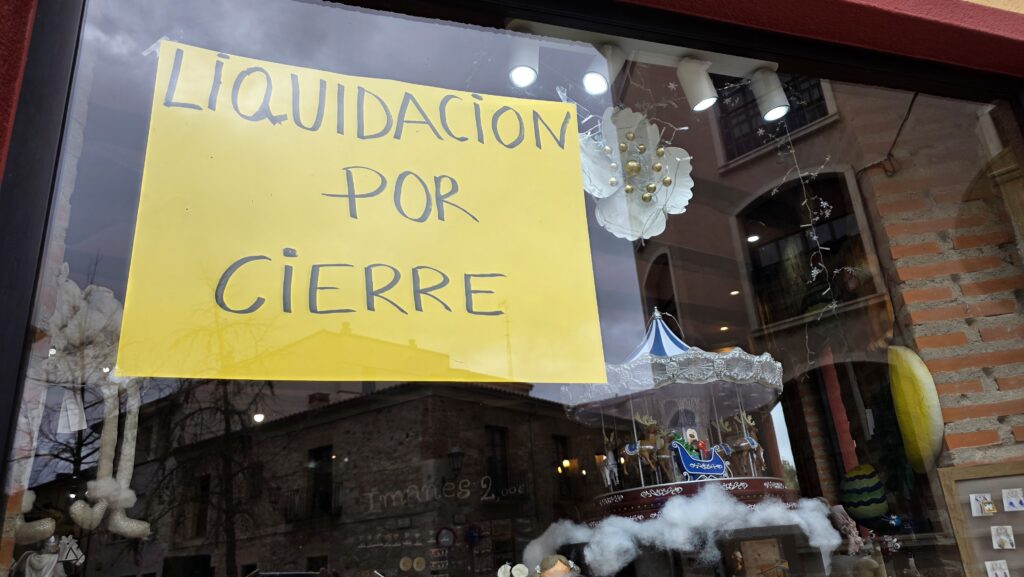 LIQUIDACION
POR
CIERRE
Imanes 2,00€